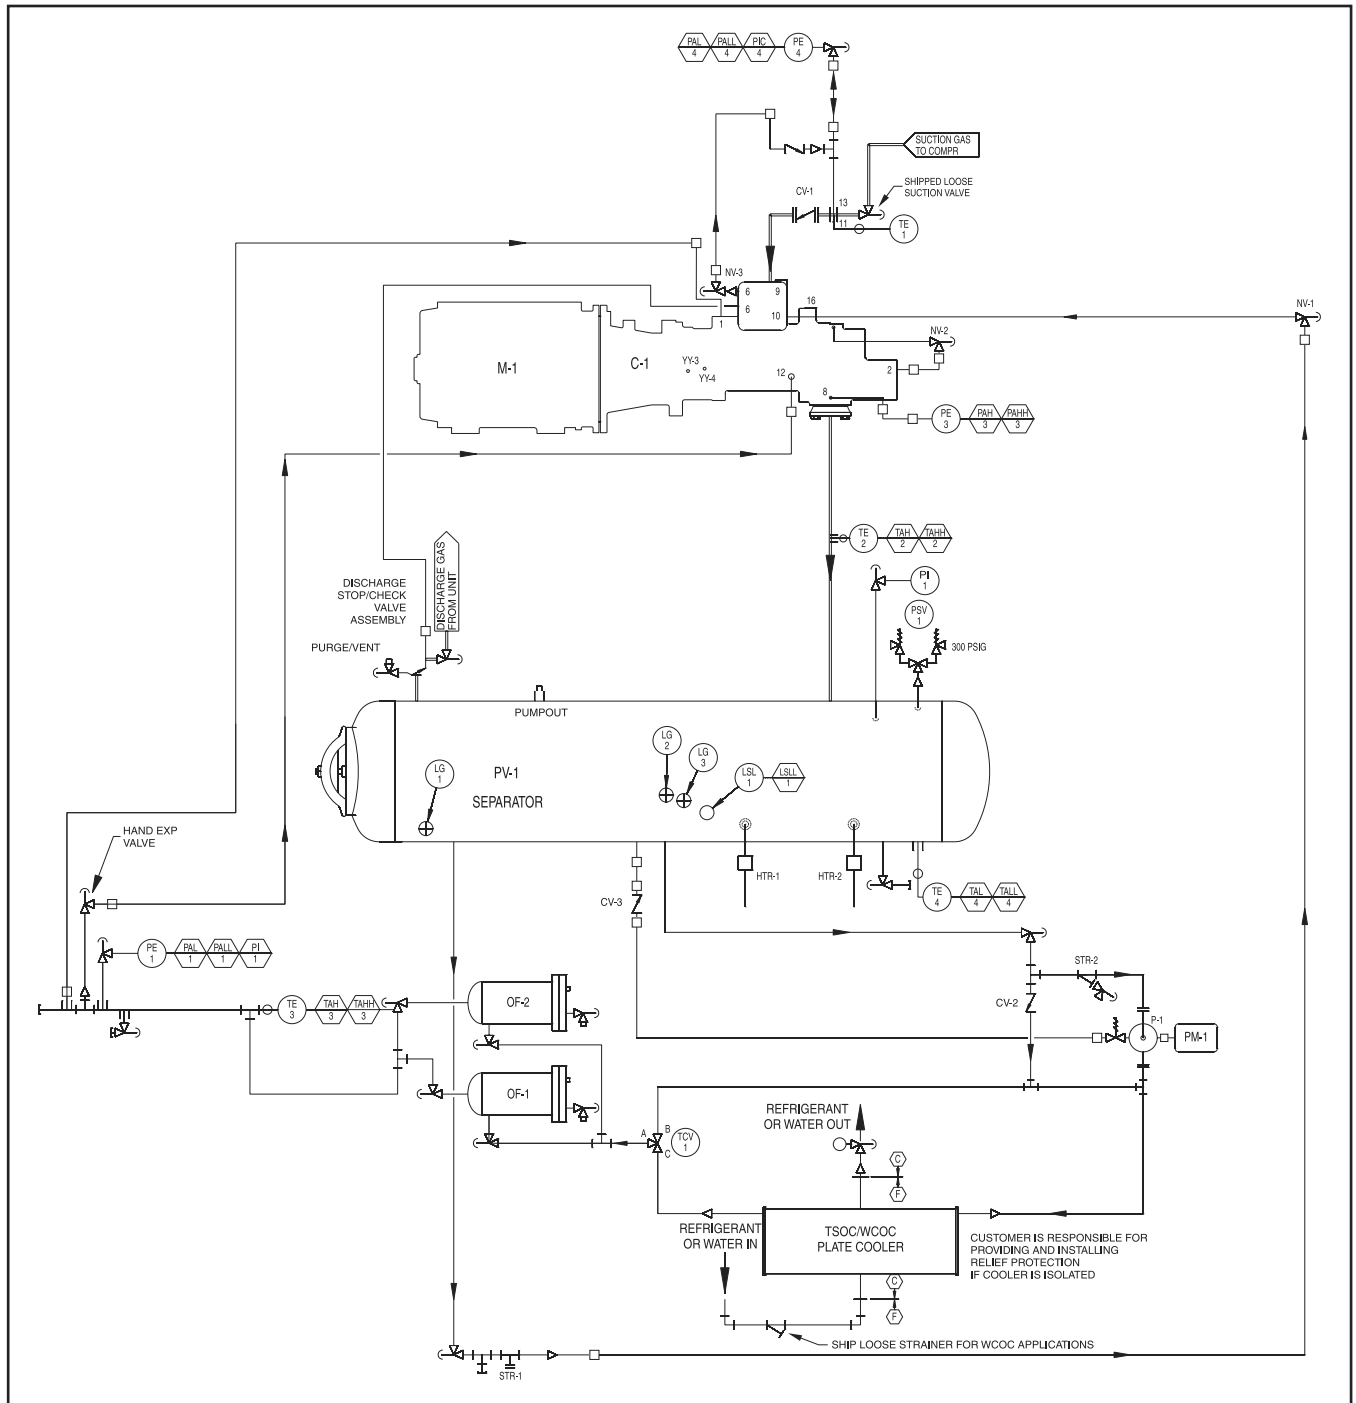 PAL 4
PALL 4
PIC 4
PE 4
SUCTION GAS
TO COMPR
SHIPPED LOOSE
SUCTION VALVE
CV-1
13
11
TE 1
NV-3
6
9
6
10
16
1
NV-1
NV-2
M-1
C-1
YY-3
YY-4
12
2
8
PE 3
PAH 3
PAHH 3
TE 2
TAH 2
TAHH 2
DISCHARGE GAS
FROM UNIT
DISCHARGE
STOP/CHECK
VALVE
ASSEMBLY
PI 1
PSV 1
300 PSIG
PURGE/VENT
PUMPOUT
LG 1
LG 2
LG 3
LSL 1
LSLL 1
PV-1
SEPARATOR
HAND EXP
VALVE
HTR-1
HTR-2
CV-3
TE 4
TAL 4
TALL 4
PE 1
PAL 1
PALL 1
PI 1
STR-2
CV-2
OF-2
TE 3
TAH 3
TAHH 3
P-1
PM-1
OF-1
REFRIGERANT
OR WATER OUT
A
B
C
TCV 1
C
F
REFRIGERANT
OR WATER IN
TSOC/WCOC
PLATE COOLER
CUSTOMER IS RESPONSIBLE FOR
PROVIDING AND INSTALLING
RELIEF PROTECTION
IF COOLER IS ISOLATED
C
F
SHIP LOOSE STRAINER FOR WCOC APPLICATIONS
STR-1